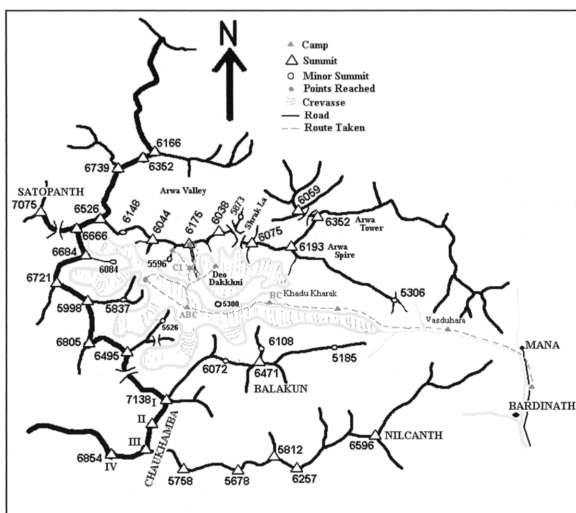 N
Camp
Summit
Minor Summit
Points Reached
Crevasse
Road
Route Taken
6166
6352
6739
SATOPANTH
7075
Arwa Valley
6526
6148
6044
6175
6038
5873
Shrak La
6059
6352
Arwa
Tower
6666
6075
6193
Arwa
Spire
6684
6084
5596
C1
Deo
Dakkhni
6721
5998
5837
5306
ABC
5300
BC
Khadu Kharak
Vasduhara
6805
6495
5526
MANA
6108
6072
6471
5185
BALAKUN
7138
I
II
III
IV
CHAUKHAMBA
BARDINATH
6854
5758
5678
5812
6257
6596
NILCANTH